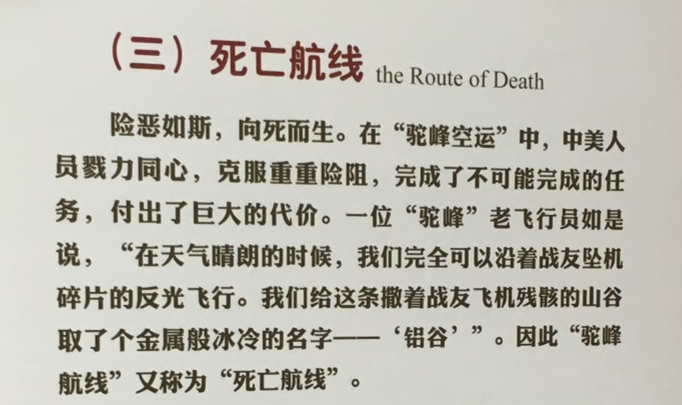 （三）死亡航线 the Route of Death
险恶如斯，向死而生。在“驼峰空运”中，中美人
员戮力同心，克服重重险阻，完成了不可能完成的任
务，付出了巨大的代价。一位“驼峰”老飞行员如是
说，“在天气晴朗的时候，我们完全可以沿着战友坠机
碎片的反光飞行。我们给这条撒着战友飞机残骸的山谷
取了个金属般冰冷的名字——‘铝谷’”。因此“驼峰
航线”又称为“死亡航线”。